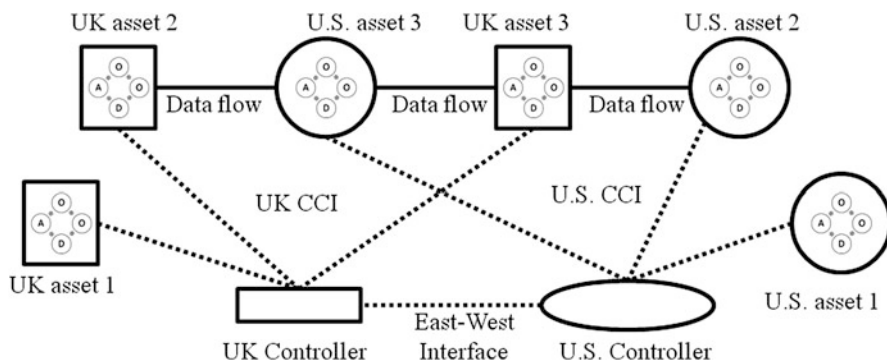 UK asset 2
U.S. asset 3
UK asset 3
U.S. asset 2
O
A
O
D
O
A
O
D
O
A
O
D
O
A
O
D
Data flow
Data flow
Data flow
O
A
O
D
UK CCI
U.S. CCI
O
A
O
D
UK asset 1
U.S. asset 1
East-West
Interface
UK Controller
U.S. Controller